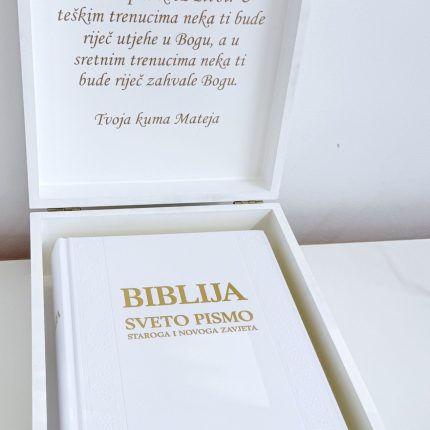 teškim trenucima neka ti bude
riječ utjehe u Bogu, a u
sretnim trenucima neka ti
bude riječ zahvale Bogu.
Tvoja kuma Mateja
BIBLIJA
SVETO PISMO
STAROGA I NOVOGA ZAVJETA